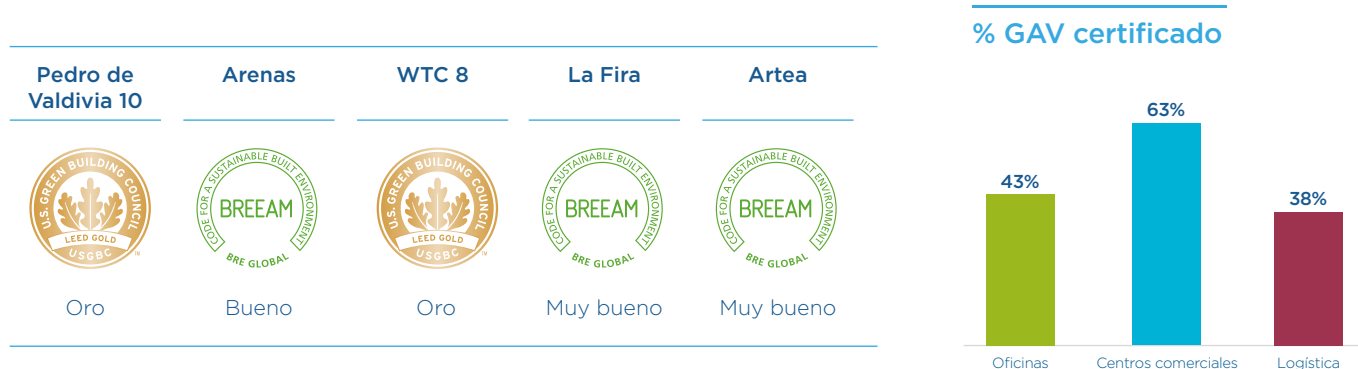 Pedro de
Valdivia 10
Arenas
WTC 8
La Fira
Artea
U.S. GREEN BUILDING COUNCIL
LEED GOLD
USGBC
TM
CODE FOR A SUSTAINABLE BUILT ENVIRONMENT
BREEAM
BRE GLOBAL
U.S. GREEN BUILDING COUNCIL
LEED GOLD
USGBC
TM
CODE FOR A SUSTAINABLE BUILT ENVIRONMENT
BREEAM
BRE GLOBAL
CODE FOR A SUSTAINABLE BUILT ENVIRONMENT
BREEAM
BRE GLOBAL
Oro
Bueno
Oro
Muy bueno
Muy bueno
% GAV certificado
43%
63%
38%
Oficinas
Centros comerciales
Logística